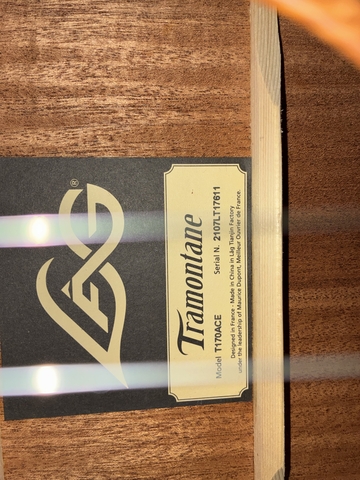 LAG®
Tramontane
Model T170ACE Serial N. 2107LT17611
Designed in France - Made in China in Lâg Tianjin Factory
under the leadership of Maurice Dupont, Meilleur Ouvrier de France.